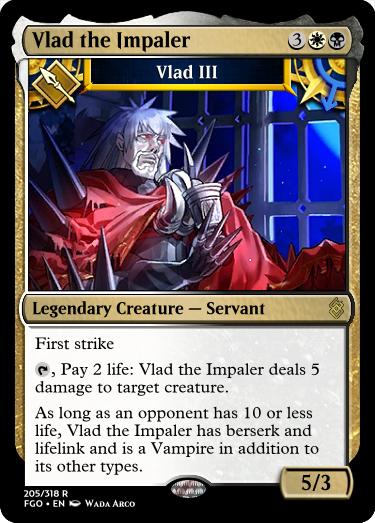 Vlad the Impaler 3
Vlad III
Legendary Creature — Servant
First strike
, Pay 2 life: Vlad the Impaler deals 5
damage to target creature.
As long as an opponent has 10 or less
life, Vlad the Impaler has berserk and
lifelink and is a Vampire in addition to
its other types.
5/3
205/318 R
FGO • EN Wada Arco